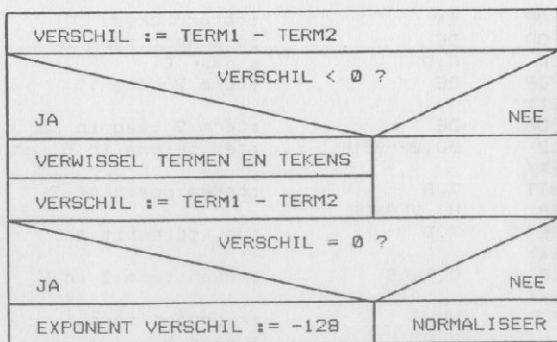 VERSCHIL := TERM1 - TERM2
VERSCHIL < 0 ?
JA NEE
VERWISSEL TERMEN EN TEKENS
VERSCHIL := TERM1 - TERM2
VERSCHIL = 0 ?
JA NEE
EXPONENT VERSCHIL := -128 NORMALISEER